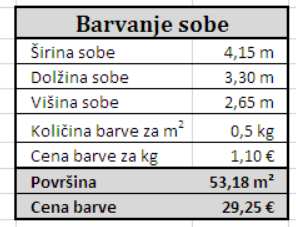 Barvanje sobe
Širina sobe 4,15 m
Dolžina sobe 3,30 m
Višina sobe 2,65 m
Količina barve za m² 0,5 kg
Cena barve za kg 1,10 €
Površina 53,18 m²
Cena barve 29,25 €